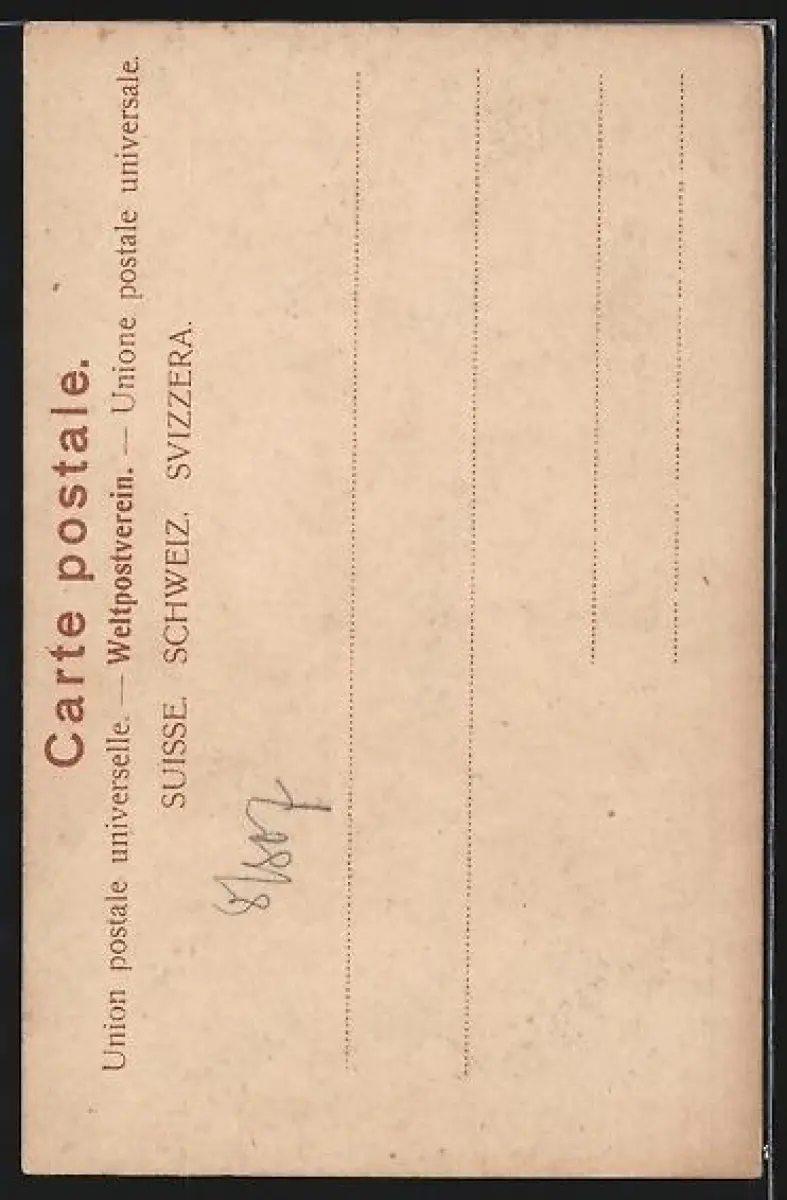 Carte postale.
Union postale universelle. — Weltpostverein. — Unione postale universale.
SUISSE. SCHWEIZ. SVIZZERA.